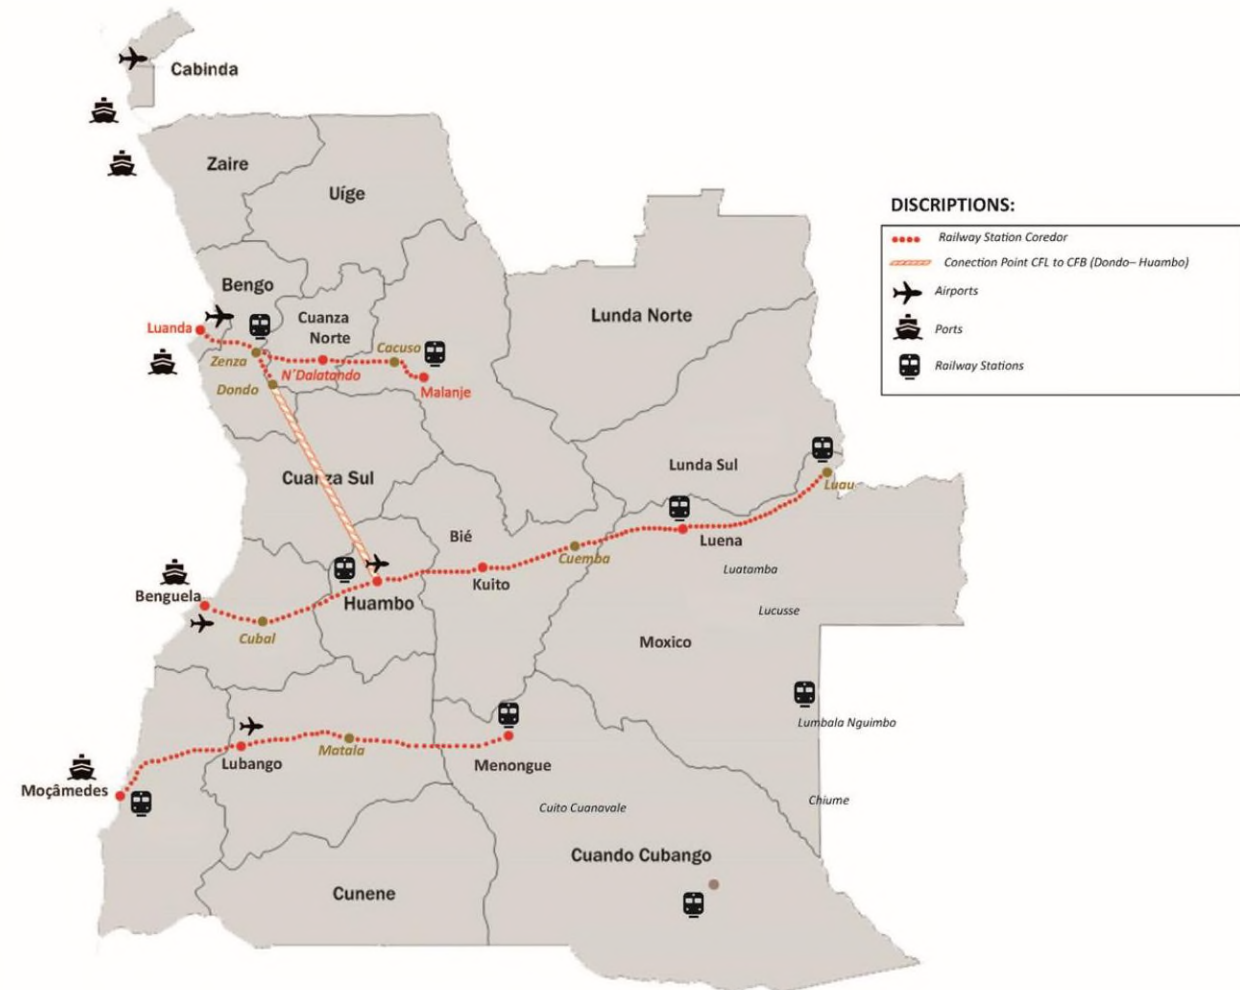 Cabinda
Zaire
Uíge
DISCRIPTIONS:
Railway Station Coredor
Conection Point CFL to CFB (Dondo– Huambo)
Airports
Ports
Railway Stations
Bengo
Cuanza
Norte
Lunda Norte
Luanda
Zenza
N´Dalatando
Cacuso
Dondo
Malanje
Cuanza Sul
Lunda Sul
Luau
Bié
Luena
Cuemba
Luatamba
Kuito
Benguela
Huambo
Lucusse
Cubal
Moxico
Lumbala Nguimbo
Matala
Lubango
Menongue
Moçâmedes
Cuito Cuanavale
Chiume
Cuando Cubango
Cunene